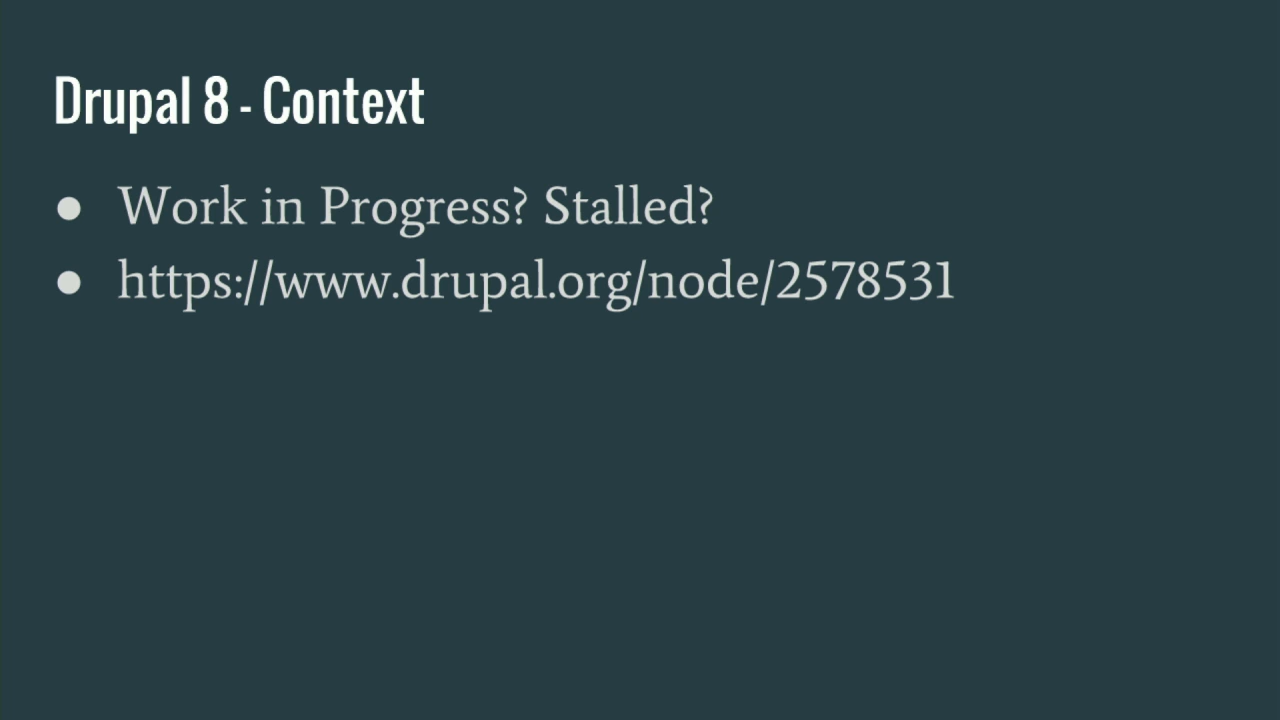 Drupal 8 - Context
● Work in Progress? Stalled?
● https://www.drupal.org/node/2578531